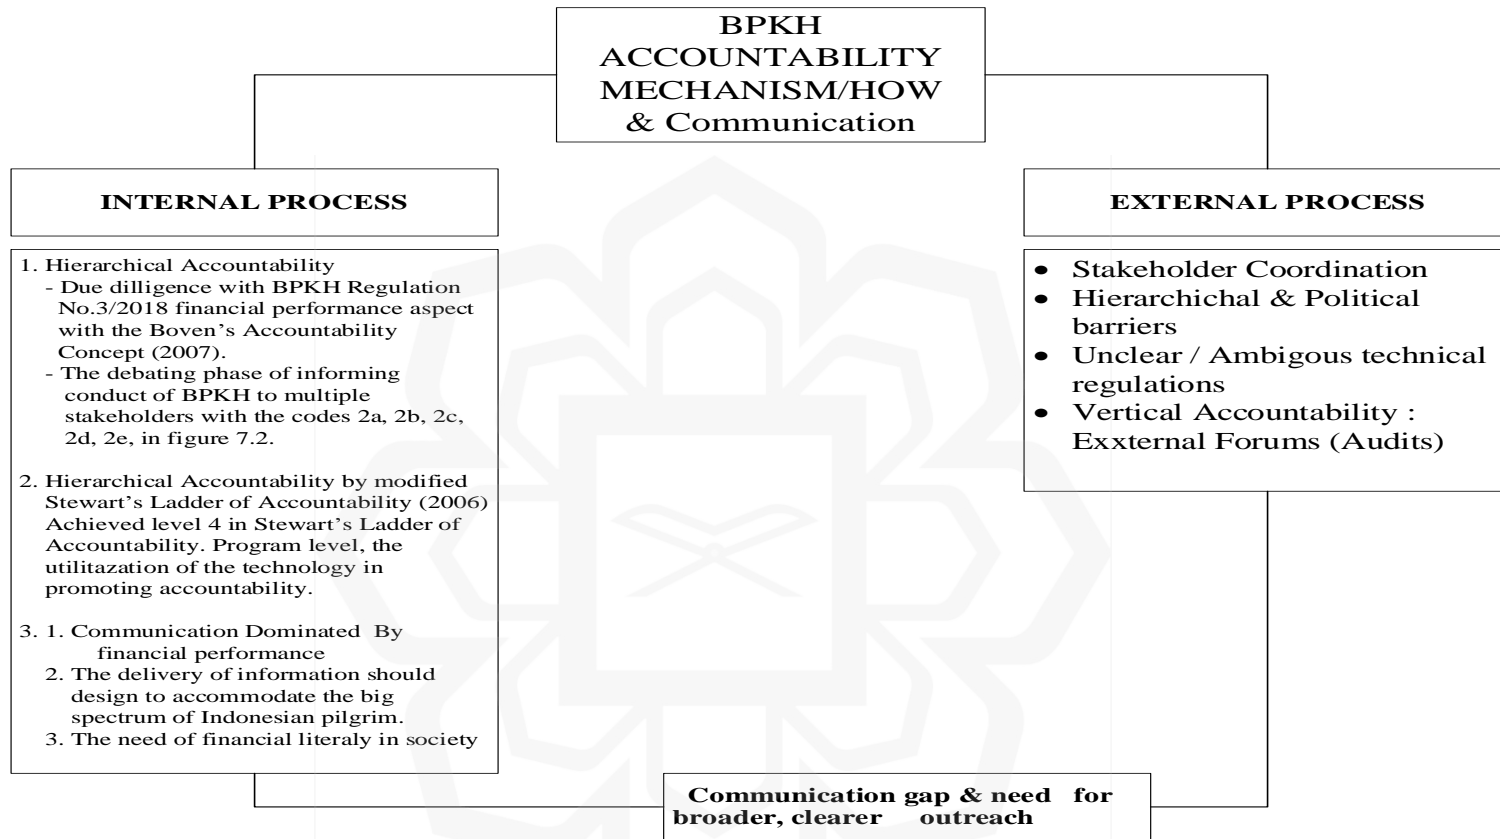 BPKH
ACCOUNTABILITY
MECHANISM/HOW
& Communication
INTERNAL PROCESS
1. Hierarchical Accountability
- Due dilligence with BPKH Regulation
No.3/2018 financial performance aspect
with the Boven’s Accountability
Concept (2007).
- The debating phase of informing
conduct of BPKH to multiple
stakeholders with the codes 2a, 2b, 2c,
2d, 2e, in figure 7.2.
2. Hierarchical Accountability by modified
Stewart’s Ladder of Accountability (2006)
Achieved level 4 in Stewart’s Ladder of
Accountability. Program level, the
utilitazation of the technology in
promoting accountability.
3. 1. Communication Dominated By
financial performance
2. The delivery of information should
design to accommodate the big
spectrum of Indonesian pilgrim.
3. The need of financial literaly in society
EXTERNAL PROCESS
• Stakeholder Coordination
• Hierarchichal & Political
barriers
• Unclear / Ambigous technical
regulations
• Vertical Accountability :
Exxternal Forums (Audits)
Communication gap & need for
broader, clearer outreach